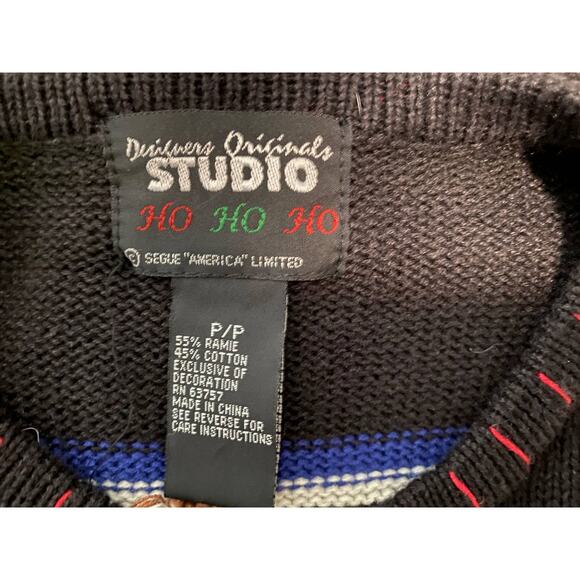 Designers Originals
STUDIO
HO HO HO
© SEGUE "AMERICA" LIMITED
P/P
55% RAMIE
45% COTTON
EXCLUSIVE OF
DECORATION
RN 63757
MADE IN CHINA
SEE REVERSE FOR
CARE INSTRUCTIONS